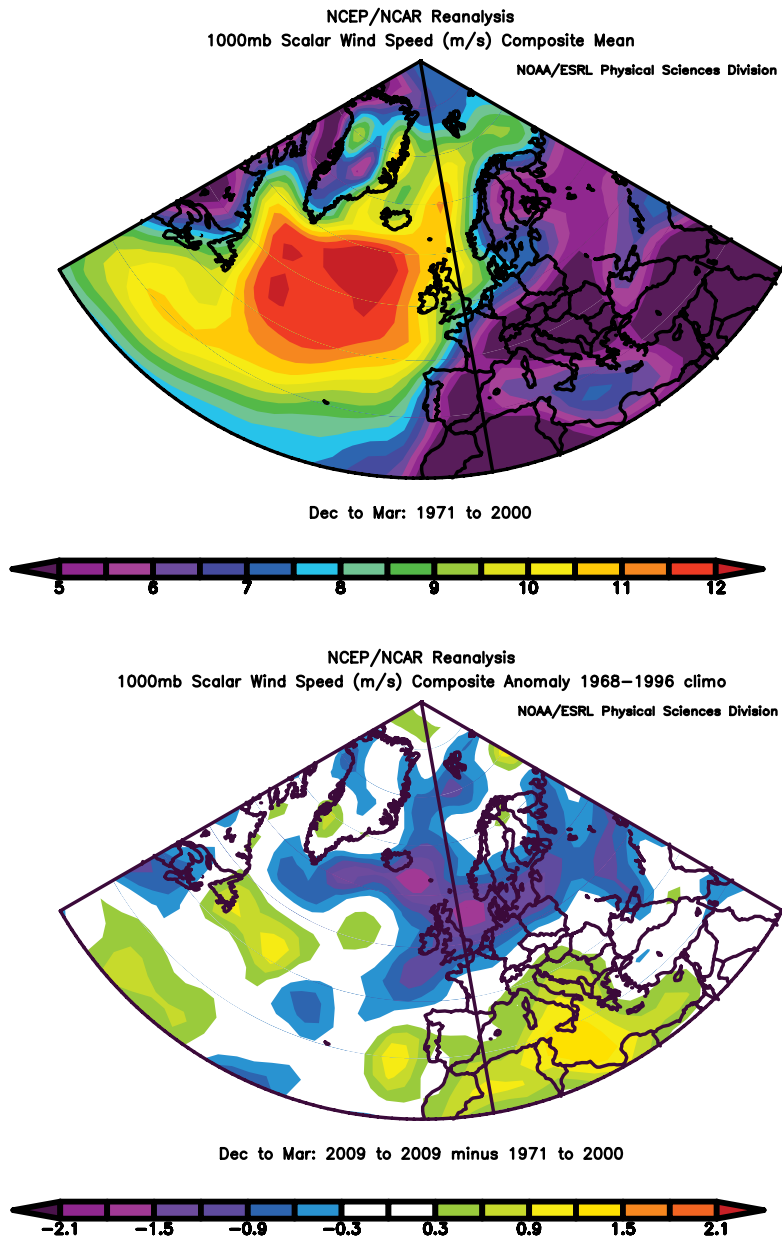 NCEP/NCAR Reanalysis
1000mb Scalar Wind Speed (m/s) Composite Mean
NOAA/ESRL Physical Sciences Division
Dec to Mar: 1971 to 2000
5 6 7 8 9 10 11 12
NCEP/NCAR Reanalysis
1000mb Scalar Wind Speed (m/s) Composite Anomaly 1968-1996 climo
NOAA/ESRL Physical Sciences Division
Dec to Mar: 2009 to 2009 minus 1971 to 2000
-2.1 -1.5 -0.9 -0.3 0.3 0.9 1.5 2.1